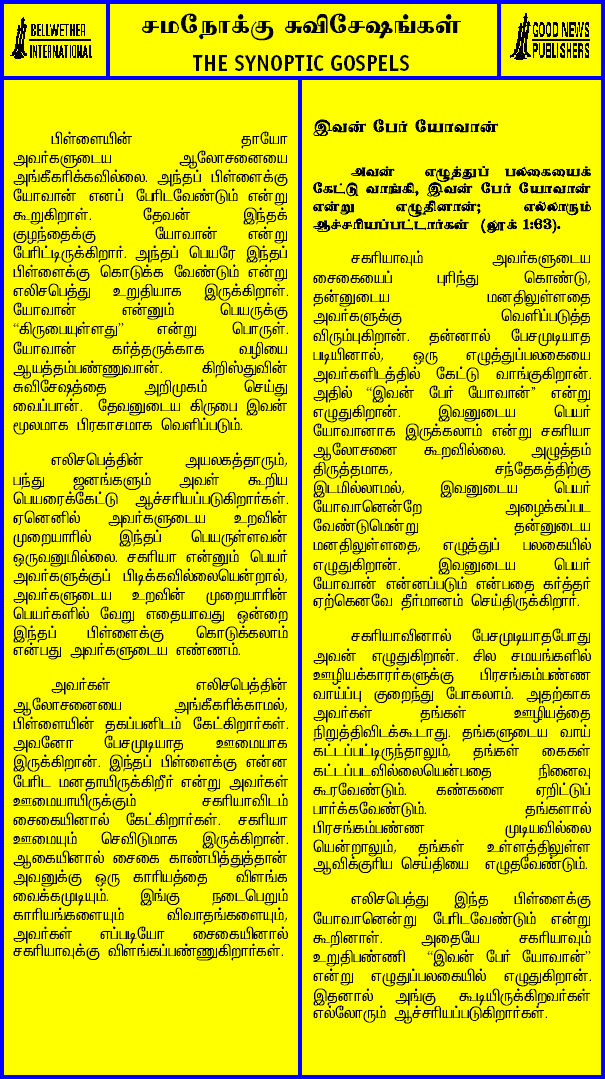 BELLWETHER
INTERNATIONAL
சமநோக்கு சுவிசேஷங்கள்
THE SYNOPTIC GOSPELS
GOOD NEWS
PUBLISHERS
பிள்ளையின் தாயோ
அவர்களுடைய ஆலோசனையை
அங்கீகரிக்கவில்லை. அந்தப் பிள்ளைக்கு
யோவான் எனப் பேரிடவேண்டும் என்று
கூறுகிறாள். தேவன் இந்தக்
குழந்தைக்கு யோவான் என்று
பேரிட்டிருக்கிறார். அந்தப் பெயரே இந்தப்
பிள்ளைக்கு கொடுக்க வேண்டும் என்று
எலிசபெத்து உறுதியாக இருக்கிறாள்.
யோவான் என்னும் பெயருக்கு
“கிருபையுள்ளது” என்று பொருள்.
யோவான் கர்த்தருக்காக வழியை
ஆயத்தம்பண்ணுவான். கிறிஸ்துவின்
சுவிசேஷத்தை அறிமுகம் செய்து
வைப்பான். தேவனுடைய கிருபை இவன்
மூலமாக பிரகாசமாக வெளிப்படும்.
எலிசபெத்தின் அயலகத்தாரும்,
பந்து ஜனங்களும் அவள் கூறிய
பெயரைக்கேட்டு ஆச்சரியப்படுகிறார்கள்.
ஏனெனில் அவர்களுடைய உறவின்
முறையாரில் இந்தப் பெயருள்ளவன்
ஒருவனுமில்லை. சகரியா என்னும் பெயர்
அவர்களுக்குப் பிடிக்கவில்லையென்றால்,
அவர்களுடைய உறவின் முறையாரின்
பெயர்களில் வேறு எதையாவது ஒன்றை
இந்தப் பிள்ளைக்கு கொடுக்கலாம்
என்பது அவர்களுடைய எண்ணம்.
அவர்கள் எலிசபெத்தின்
ஆலோசனையை அங்கீகரிக்காமல்,
பிள்ளையின் தகப்பனிடம் கேட்கிறார்கள்.
அவனோ பேசமுடியாத ஊமையாக
இருக்கிறான். இந்தப் பிள்ளைக்கு என்ன
பேரிட மனதாயிருக்கிறீர் என்று அவர்கள்
ஊமையாயிருக்கும் சகரியாவிடம்
சைகையினால் கேட்கிறார்கள். சகரியா
ஊமையும் செவிடுமாக இருக்கிறான்.
ஆகையினால் சைகை காண்பித்துத்தான்
அவனுக்கு ஒரு காரியத்தை விளங்க
வைக்கமுடியும். இங்கு நடைபெறும்
காரியங்களையும் விவாதங்களையும்,
அவர்கள் எப்படியோ சைகையினால்
சகரியாவுக்கு விளங்கப்பண்ணுகிறார்கள்.
இவன் பேர் யோவான்
அவன் எழுத்துப் பலகையைக்
கேட்டு வாங்கி, இவன் பேர் யோவான்
என்று எழுதினான்; எல்லாரும்
ஆச்சரியப்பட்டார்கள் (லூக் 1:63).
சகரியாவும் அவர்களுடைய
சைகையைப் புரிந்து கொண்டு,
தன்னுடைய மனதிலுள்ளதை
அவர்களுக்கு வெளிப்படுத்த
விரும்புகிறான். தன்னால் பேசமுடியாத
படியினால், ஒரு எழுத்துப்பலகையை
அவர்களிடத்தில் கேட்டு வாங்குகிறான்.
அதில் “இவன் பேர் யோவான்” என்று
எழுதுகிறான். இவனுடைய பெயர்
யோவானாக இருக்கலாம் என்று சகரியா
ஆலோசனை கூறவில்லை. அழுத்தம்
திருத்தமாக, சந்தேகத்திற்கு
இடமில்லாமல், இவனுடைய பெயர்
யோவானென்றே அழைக்கப்பட
வேண்டுமென்று தன்னுடைய
மனதிலுள்ளதை, எழுத்துப் பலகையில்
எழுதுகிறான். இவனுடைய பெயர்
யோவான் என்னப்படும் என்பதை கர்த்தர்
ஏற்கெனவே தீர்மானம் செய்திருக்கிறார்.
சகரியாவினால் பேசமுடியாதபோது
அவன் எழுதுகிறான். சில சமயங்களில்
ஊழியக்காரர்களுக்கு பிரசங்கம்பண்ண
வாய்ப்பு குறைந்து போகலாம். அதற்காக
அவர்கள் தங்கள் ஊழியத்தை
நிறுத்திவிடக்கூடாது. தங்களுடைய வாய்
கட்டப்பட்டிருந்தாலும், தங்கள் கைகள்
கட்டப்படவில்லையென்பதை நினைவு
கூரவேண்டும். கண்களை ஏறிட்டுப்
பார்க்கவேண்டும். தங்களால்
பிரசங்கம்பண்ண முடியவில்லை
யென்றாலும், தங்கள் உள்ளத்திலுள்ள
ஆவிக்குரிய செய்தியை எழுதவேண்டும்.
எலிசபெத்து இந்த பிள்ளைக்கு
யோவானென்று பேரிடவேண்டும் என்று
கூறினாள். அதையே சகரியாவும்
உறுதிபண்ணி “இவன் பேர் யோவான்”
என்று எழுதுப்பலகையில் எழுதுகிறான்.
இதனால் அங்கு கூடியிருக்கிறவர்கள்
எல்லோரும் ஆச்சரியப்படுகிறார்கள்.